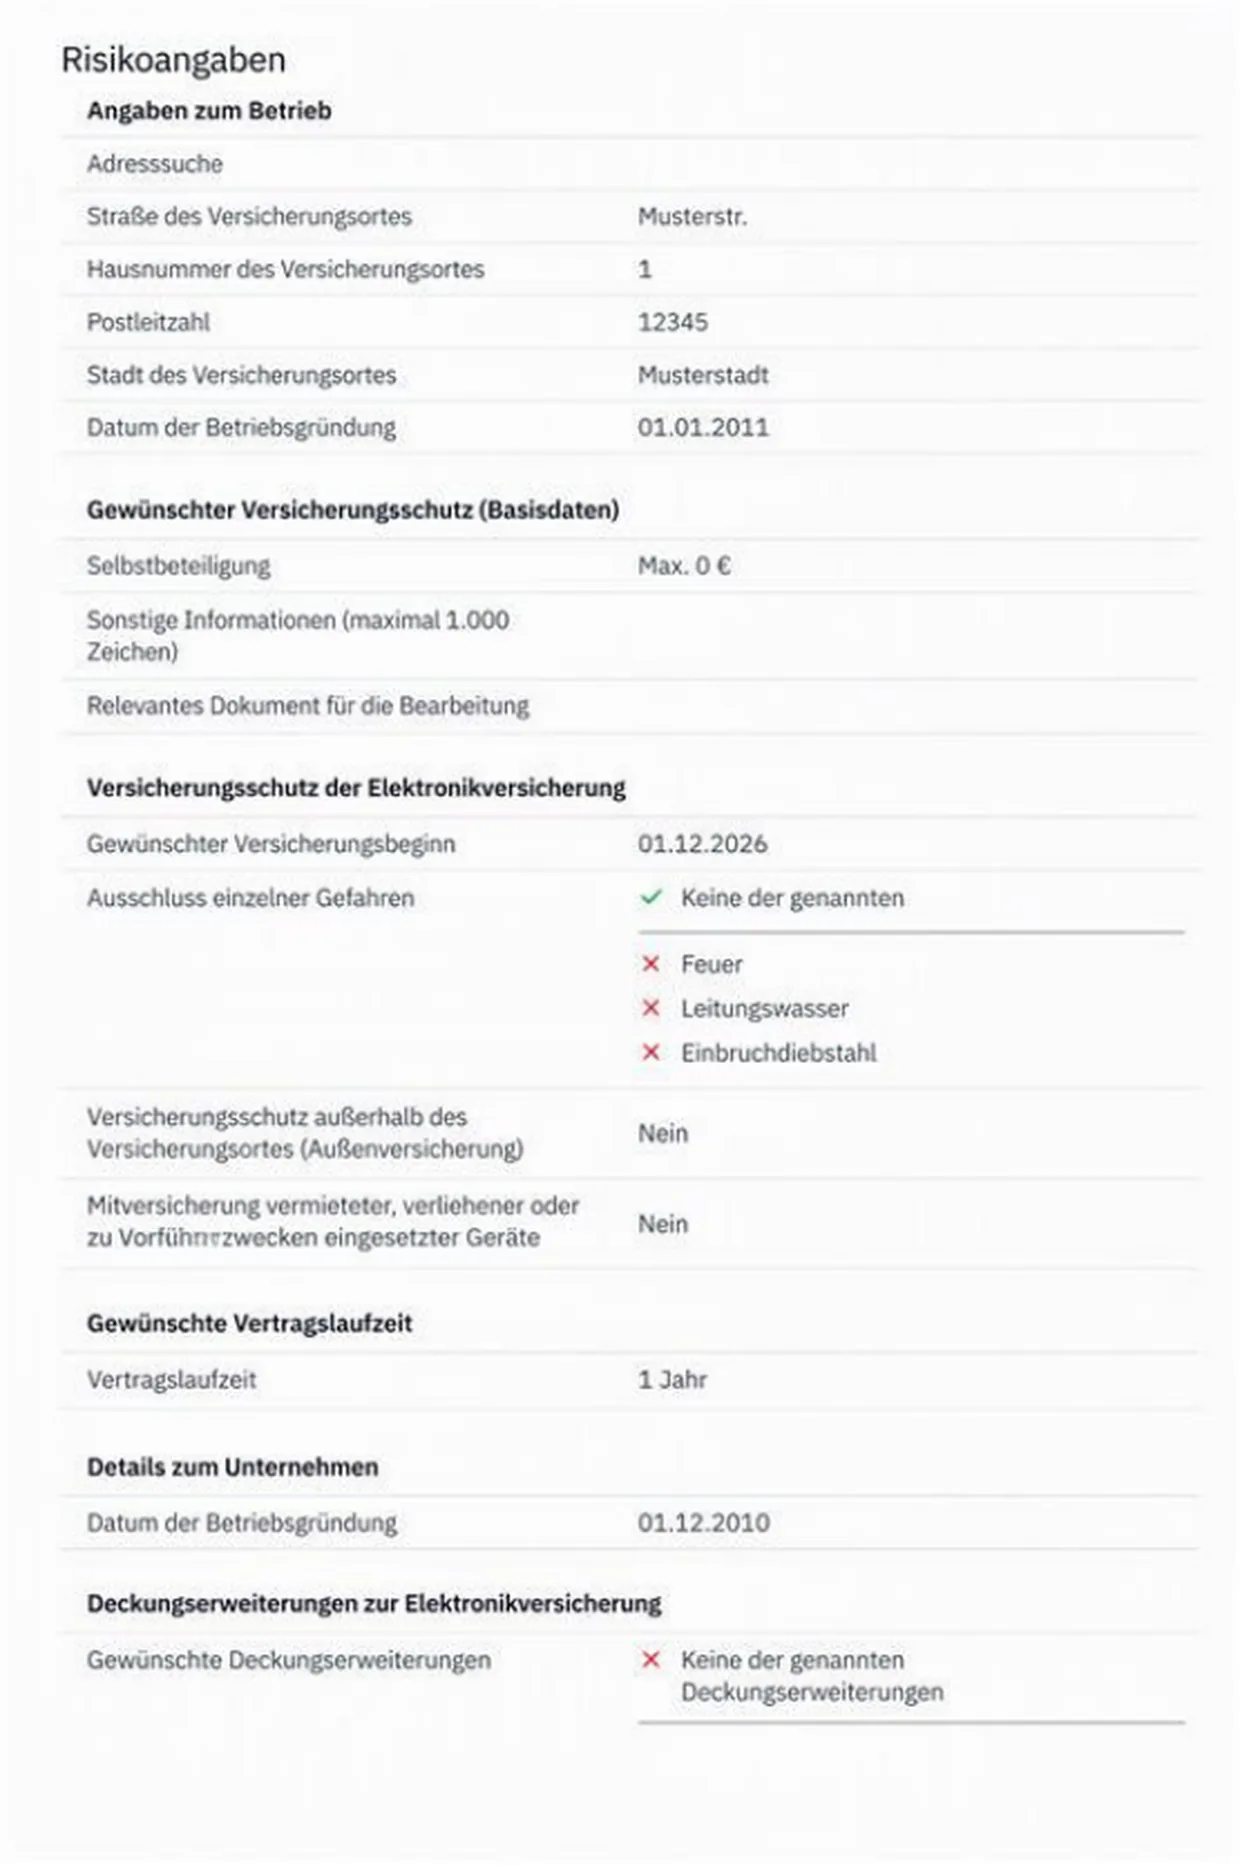 Risikoangaben
Angaben zum Betrieb
Adresssuche
Straße des Versicherungsortes Musterstr.
Hausnummer des Versicherungsortes 1
Postleitzahl 12345
Stadt des Versicherungsortes Musterstadt
Datum der Betriebsgründung 01.01.2011
Gewünschter Versicherungsschutz (Basisdaten)
Selbstbeteiligung Max. 0 €
Sonstige Informationen (maximal 1.000
Zeichen)
Relevantes Dokument für die Bearbeitung
Versicherungsschutz der Elektronikversicherung
Gewünschter Versicherungsbeginn 01.12.2026
Ausschluss einzelner Gefahren ✓ Keine der genannten
✕ Feuer
✕ Leitungswasser
✕ Einbruchdiebstahl
Versicherungsschutz außerhalb des
Versicherungsortes (Außenversicherung) Nein
Mitversicherung vermieteter, verliehener oder
zu eingesetzter Geräte Nein
Gewünschte Vertragslaufzeit
Vertragslaufzeit 1 Jahr
Details zum Unternehmen
Datum der Betriebsgründung 01.12.2010
Deckungserweiterungen zur Elektronikversicherung
Gewünschte Deckungserweiterungen ✕ Keine der genannten
Deckungserweiterungen